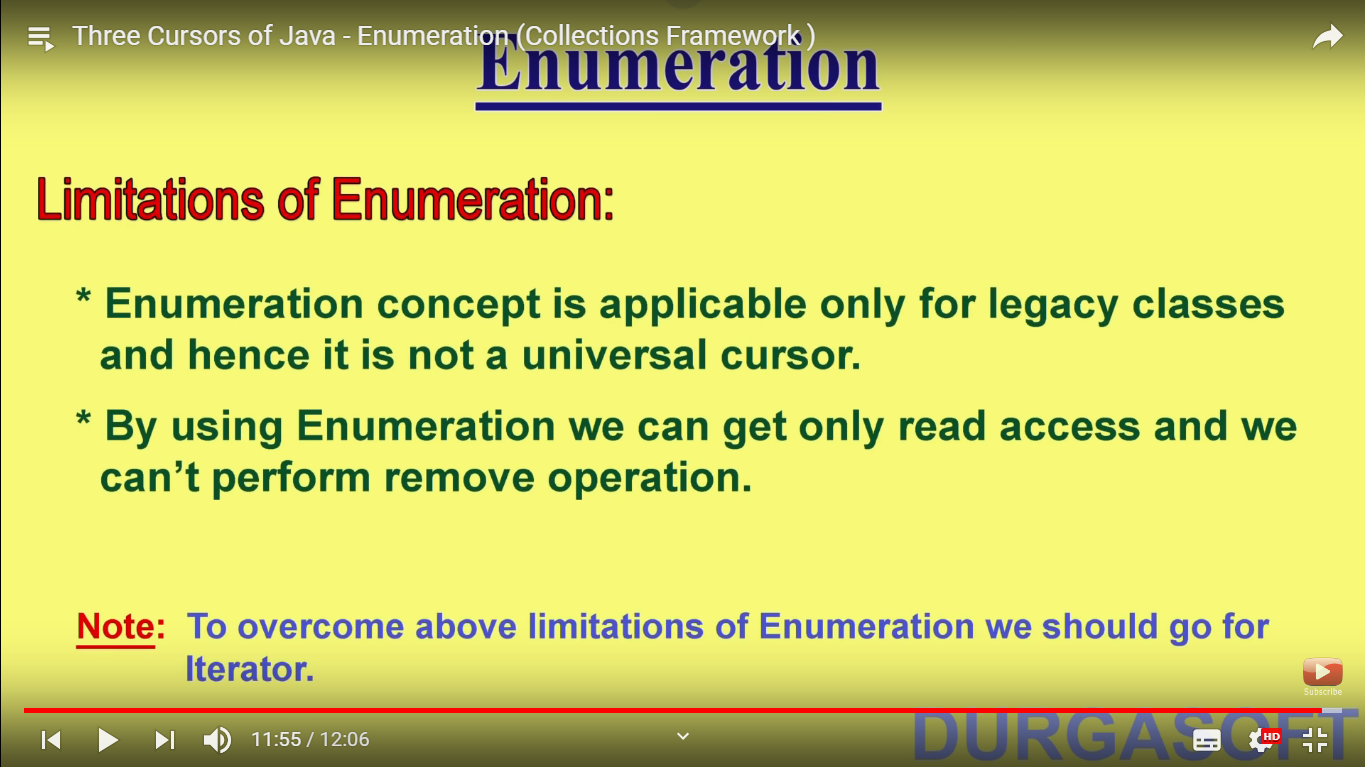 Three Cursors of Java - Enumeration (Collections Framework )
Enumeration
Limitations of Enumeration:
* Enumeration concept is applicable only for legacy classes
and hence it is not a universal cursor.
* By using Enumeration we can get only read access and we
can't perform remove operation.
Note: To overcome above limitations of Enumeration we should go for
Iterator.
Subscribe
DURGASOFT
11:55 / 12:06
HD